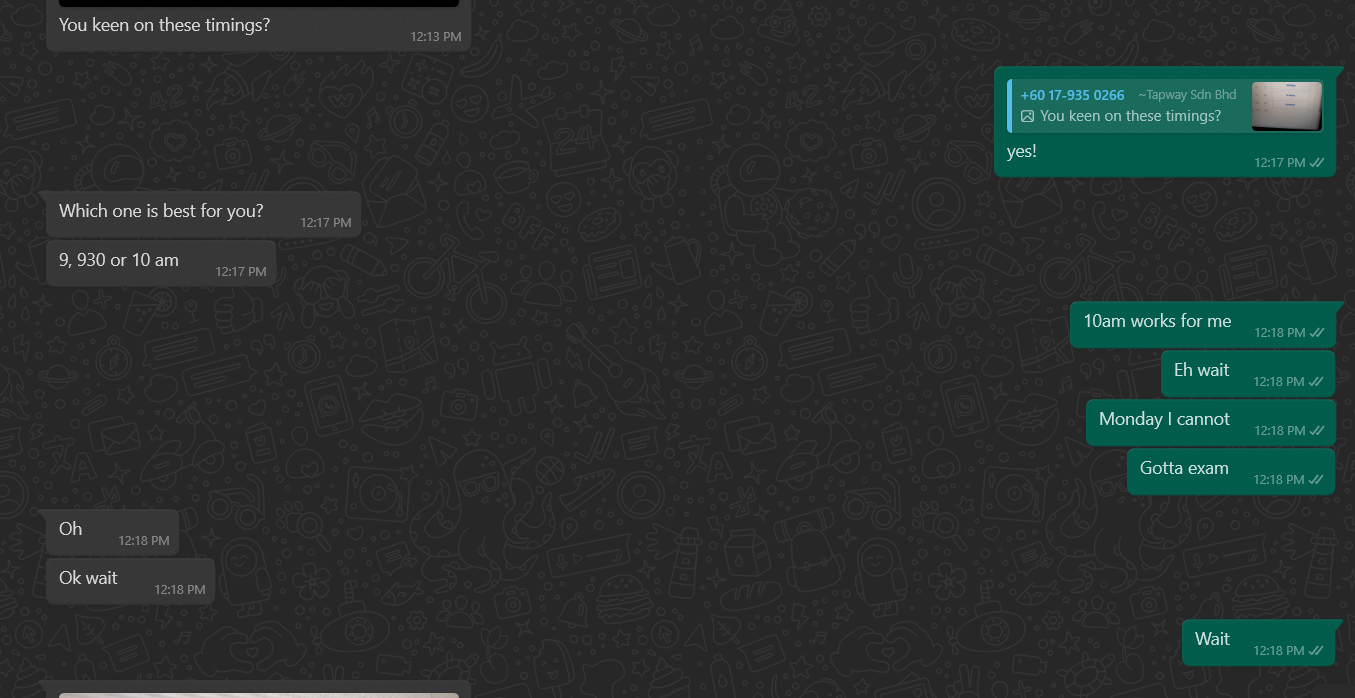 You keen on these timings?
12:13 PM
+60 17-935 0266 ~Tapway Sdn Bhd
You keen on these timings?
yes!
12:17 PM
Which one is best for you?
12:17 PM
9, 930 or 10 am
12:17 PM
10am works for me
12:18 PM
Eh wait
12:18 PM
Monday I cannot
12:18 PM
Gotta exam
12:18 PM
Oh
12:18 PM
Ok wait
12:18 PM
Wait
12:18 PM